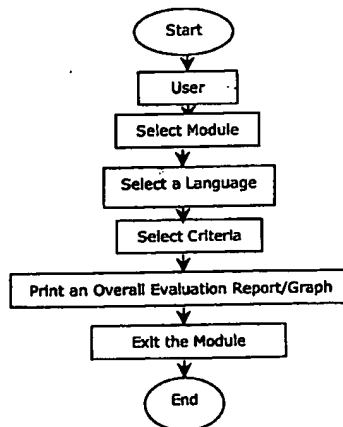 Start
User
Select Module
Select a Language
Select Criteria
Print an Overall Evaluation Report/Graph
Exit the Module
End